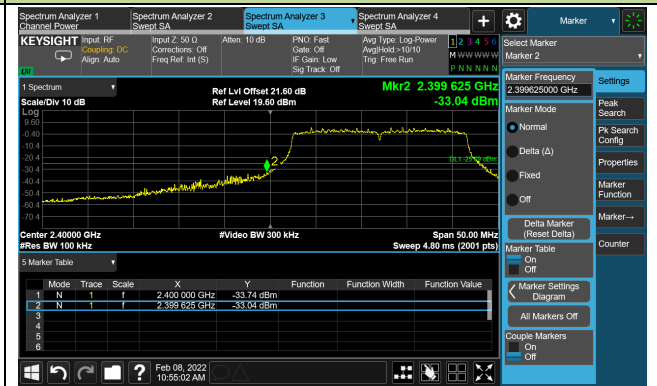 Spectrum Analyzer 1
Channel Power
Spectrum Analyzer 2
Swept SA
Spectrum Analyzer 3
Swept SA
Spectrum Analyzer 4
Swept SA
Marker
KEYSIGHT
Input: RF
Coupling: DC
Align: Auto
Input Z: 50 Ω
Corrections: Off
Freq Ref: Int (S)
Atten: 10 dB
PNO: Fast
Gate: Off
IF Gain: Low
Sig Track: Off
Avg Type: Log-Power
Avg|Hold:>10/10
Trig: Free Run
1 2 3 4 5 6
M W W W W W
P N N N N N
LXI
Select Marker
Marker 2
1 Spectrum
Scale/Div 10 dB
Log
Ref Lvl Offset 21.60 dB
Ref Level 19.60 dBm
Mkr2 2.399 625 GHz
-33.04 dBm
9.60
-0.40
-10.4
-20.4
-30.4
-40.4
-50.4
-60.4
-70.4
2
Center 2.40000 GHz
#Res BW 100 kHz
#Video BW 300 kHz
Span 50.00 MHz
Sweep 4.80 ms (2001 pts)
5 Marker Table
Mode Trace Scale X Y Function Function Width Function Value
1 N 1 f 2.400 000 GHz -33.74 dBm
2 N 1 f 2.399 625 GHz -33.04 dBm
3
4
5
6
Feb 08, 2022
10:55:02 AM
?
Marker Frequency
2.399625000 GHz
Marker Mode
Normal
Delta (Δ)
Fixed
Off
Delta Marker
(Reset Delta)
Marker Table
On
Off
Marker Settings
Diagram
All Markers Off
Couple Markers
On
Off
Settings
Peak
Search
Pk Search
Config
Properties
Marker
Function
Marker→
Counter